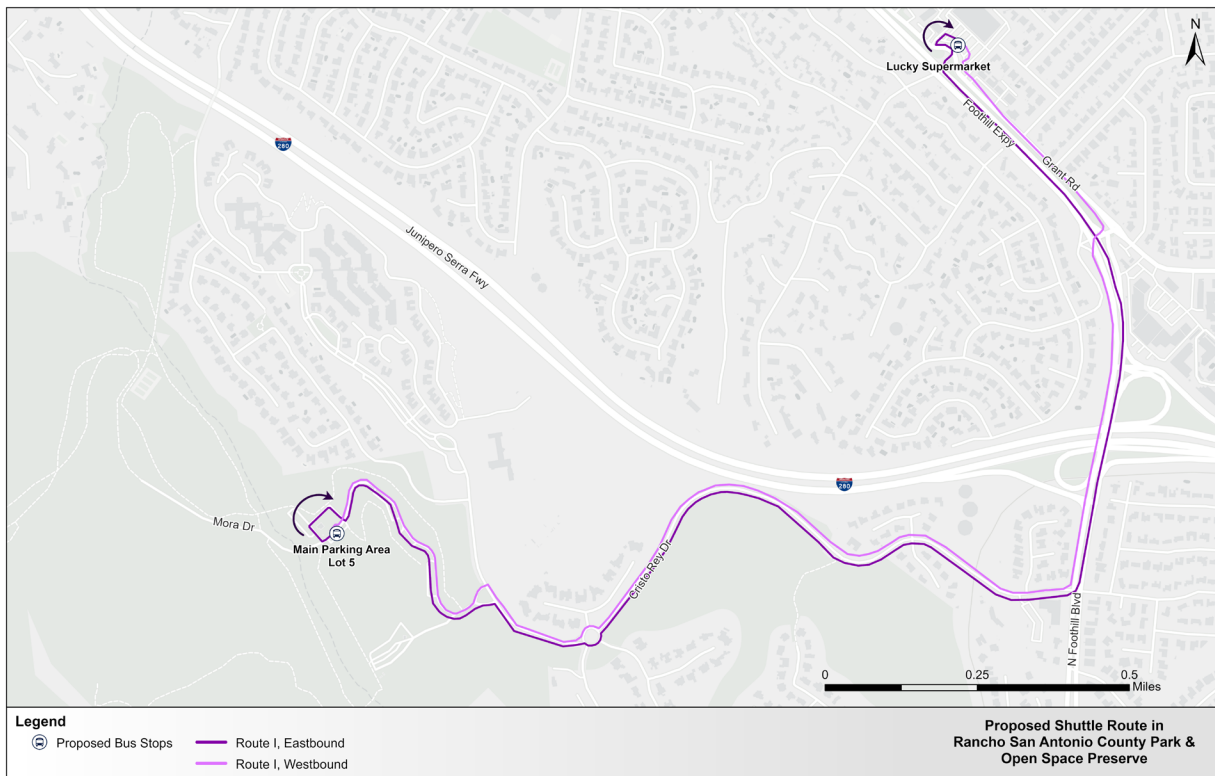 N
Lucky Supermarket
Foothill Expy
Grant Rd
280
Junipero Serra Fwy
280
Mora Dr
Main Parking Area
Lot 5
Cristo Rey Dr
N Foothill Blvd
0 0.25 0.5
Miles
Legend
Proposed Bus Stops
Route I, Eastbound
Route I, Westbound
Proposed Shuttle Route in
Rancho San Antonio County Park &
Open Space Preserve